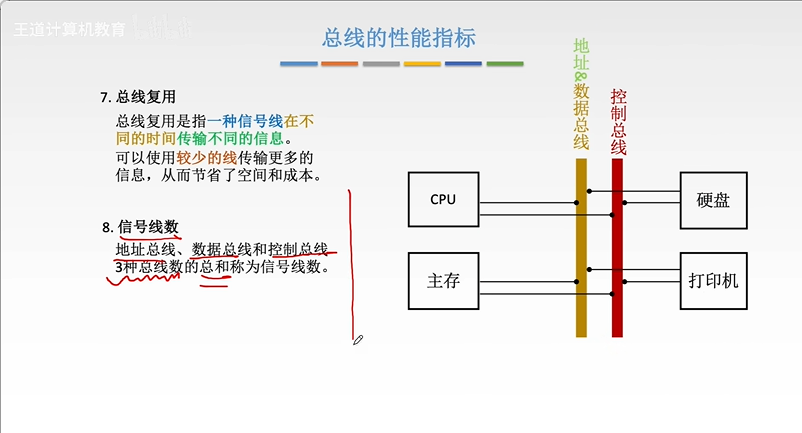 王道计算机教育
总线的性能指标
7. 总线复用
总线复用是指一种信号线在不
同的时间传输不同的信息。
可以使用较少的线传输更多的
信息，从而节省了空间和成本。
8. 信号线数
地址总线、数据总线和控制总线
3种总线数的总和称为信号线数。
地址&数据总线
控制总线
CPU
硬盘
主存
打印机